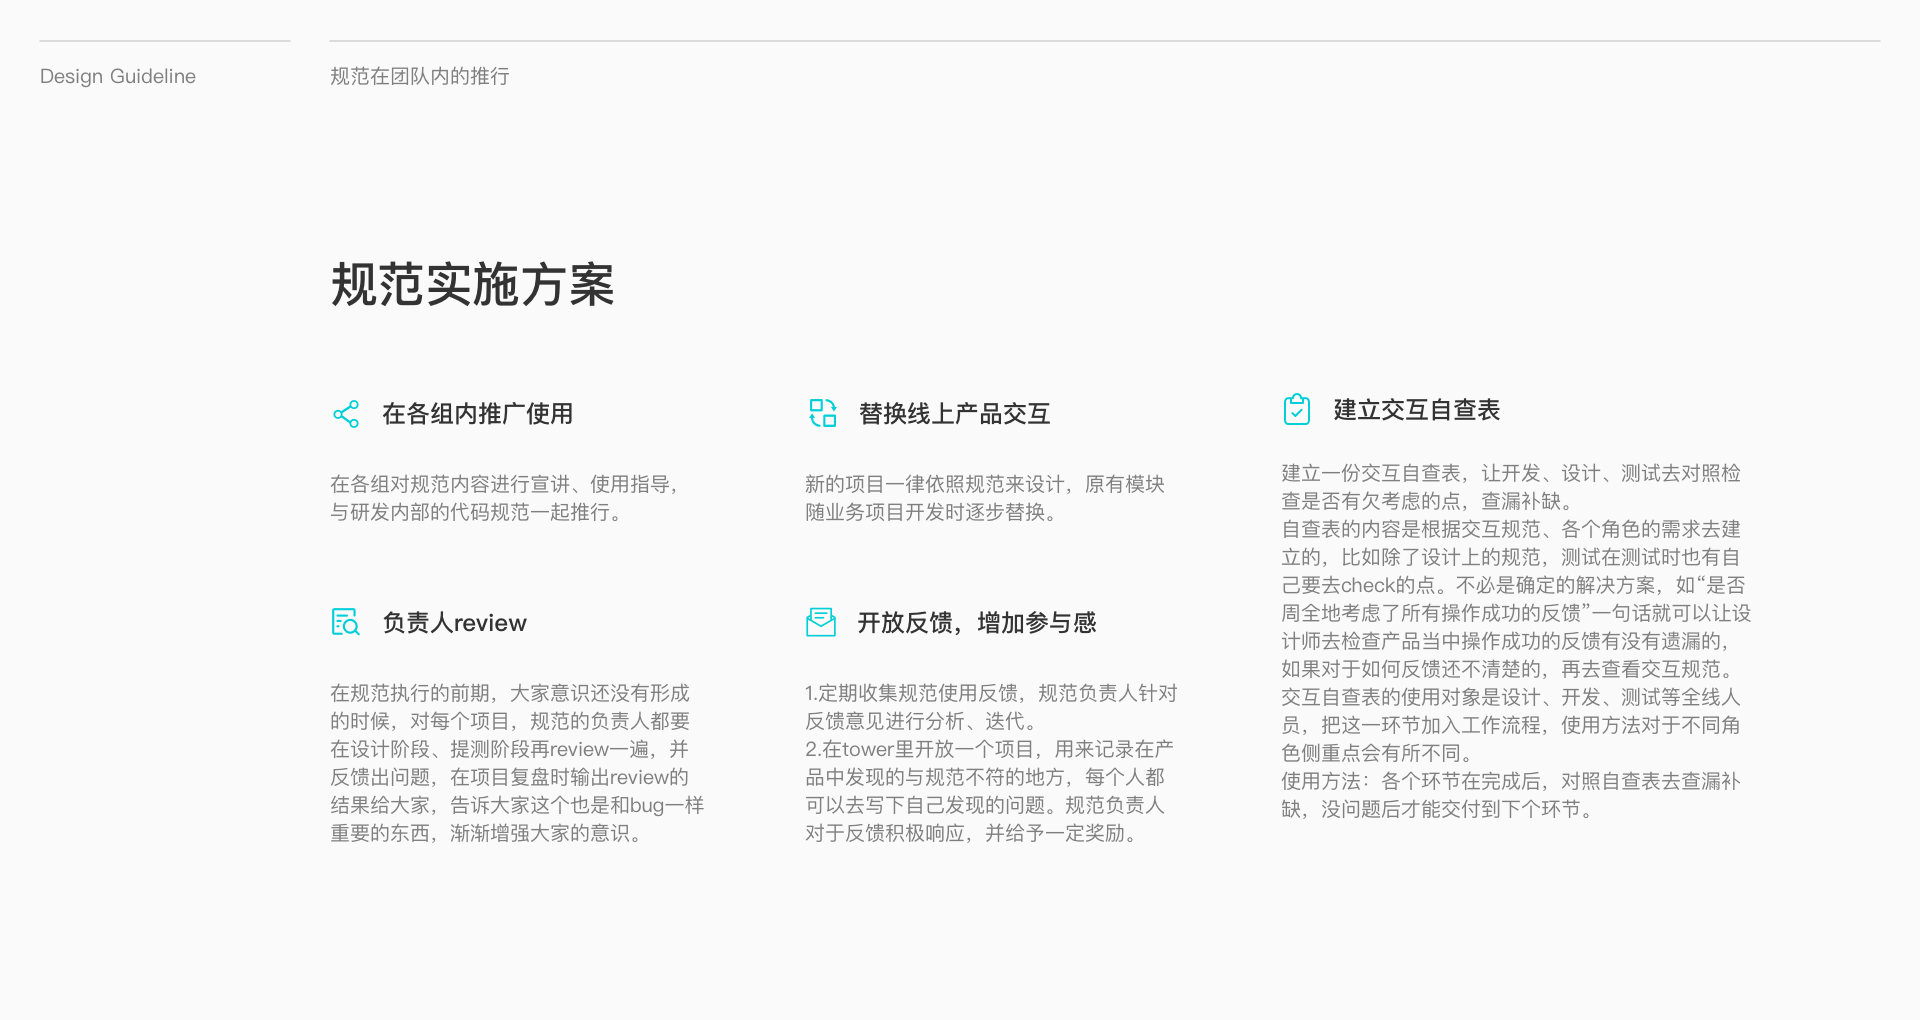 Design Guideline
规范在团队内的推行
规范实施方案
在各组内推广使用
在各组对规范内容进行宣讲、使用指导，
与研发内部的代码规范一起推行。
替换线上产品交互
新的项目一律依照规范来设计，原有模块
随业务项目开发时逐步替换。
建立交互自查表
建立一份交互自查表，让开发、设计、测试去对照检
查是否有欠考虑的点，查漏补缺。
自查表的内容是根据交互规范、各个角色的需求去建
立的，比如除了设计上的规范，测试在测试时也有自
己要去check的点。不必是确定的解决方案，如“是否
周全地考虑了所有操作成功的反馈”一句话就可以让设
计师去检查产品当中操作成功的反馈有没有遗漏的，
如果对于如何反馈还不清楚的，再去查看交互规范。
交互自查表的使用对象是设计、开发、测试等全线人
员，把这一环节加入工作流程，使用方法对于不同角
色侧重点会有所不同。
使用方法：各个环节在完成后，对照自查表去查漏补
缺，没问题后才能交付到下个环节。
负责人review
在规范执行的前期，大家意识还没有形成
的时候，对每个项目，规范的负责人都要
在设计阶段、提测阶段再review一遍，并
反馈出问题，在项目复盘时输出review的
结果给大家，告诉大家这个也是和bug一样
重要的东西，渐渐增强大家的意识。
开放反馈，增加参与感
1.定期收集规范使用反馈，规范负责人针对
反馈意见进行分析、迭代。
2.在tower里开放一个项目，用来记录在产
品中发现的与规范不符的地方，每个人都
可以去写下自己发现的问题。规范负责人
对于反馈积极响应，并给予一定奖励。